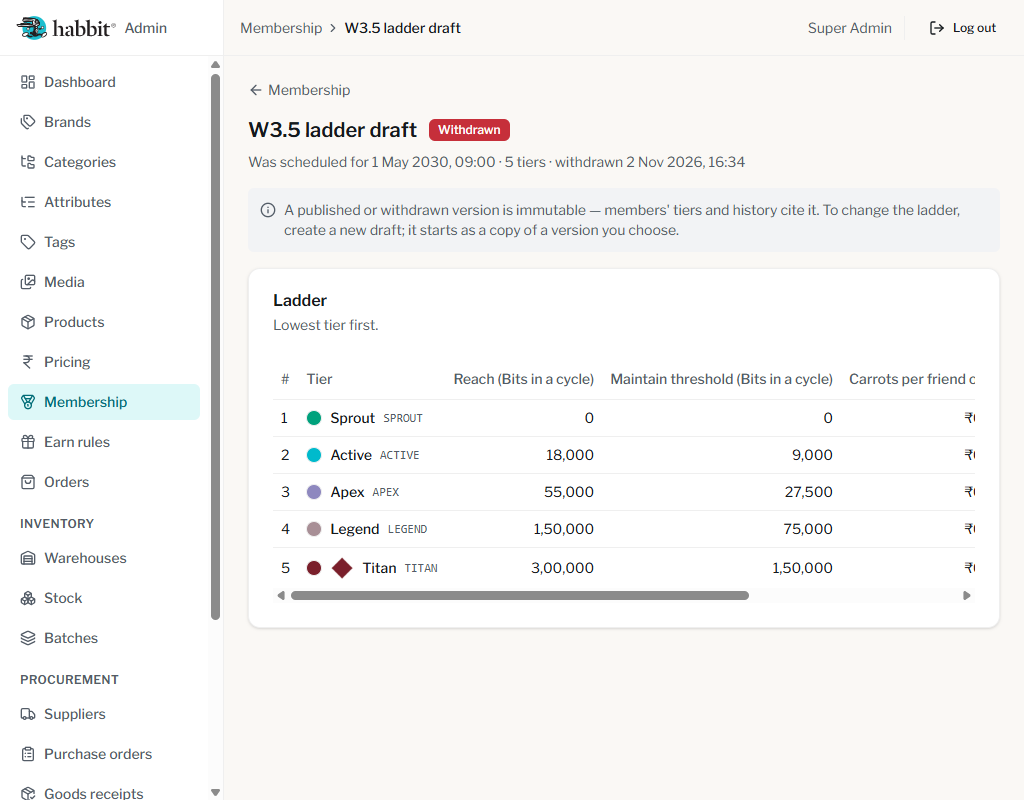 habbit® Admin
Membership > W3.5 ladder draft
Super Admin
Log out
Dashboard
Brands
Categories
Attributes
Tags
Media
Products
Pricing
Membership
Earn rules
Orders
INVENTORY
Warehouses
Stock
Batches
PROCUREMENT
Suppliers
Purchase orders
Goods receipts
← Membership
W3.5 ladder draft Withdrawn
Was scheduled for 1 May 2030, 09:00 · 5 tiers · withdrawn 2 Nov 2026, 16:34
A published or withdrawn version is immutable — members' tiers and history cite it. To change the ladder,
create a new draft; it starts as a copy of a version you choose.
Ladder
Lowest tier first.
# Tier Reach (Bits in a cycle) Maintain threshold (Bits in a cycle) Carrots per friend
1 Sprout SPROUT 0 0 ₹
2 Active ACTIVE 18,000 9,000 ₹
3 Apex APEX 55,000 27,500 ₹
4 Legend LEGEND 1,50,000 75,000 ₹
5 Titan TITAN 3,00,000 1,50,000 ₹